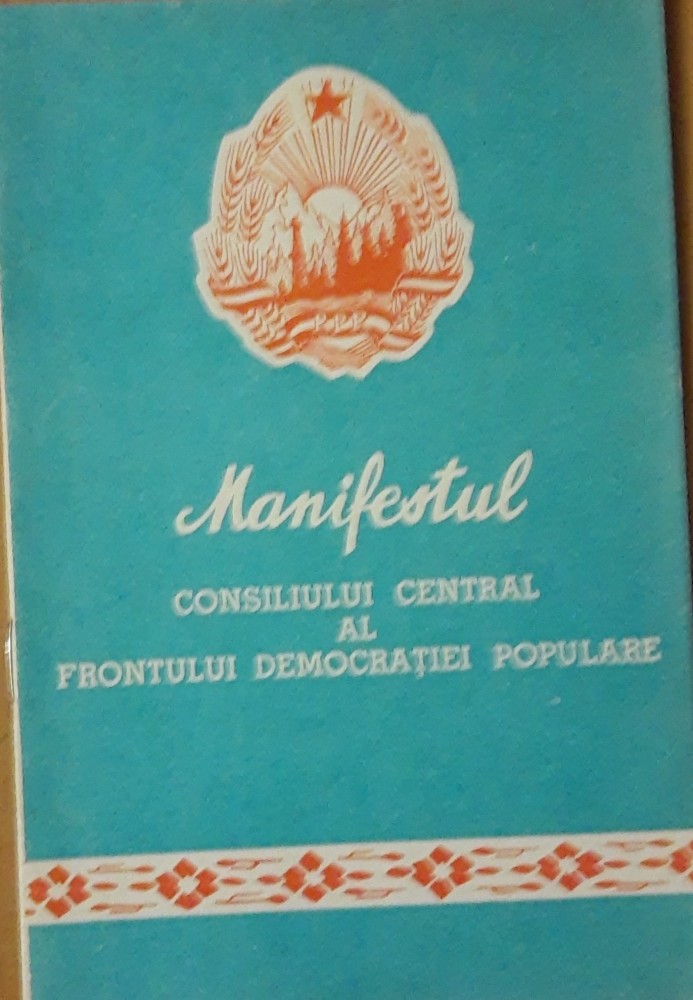 R.P.R.
Manifestul
CONSILIULUI CENTRAL
AL
FRONTULUI DEMOCRAȚIEI POPULARE